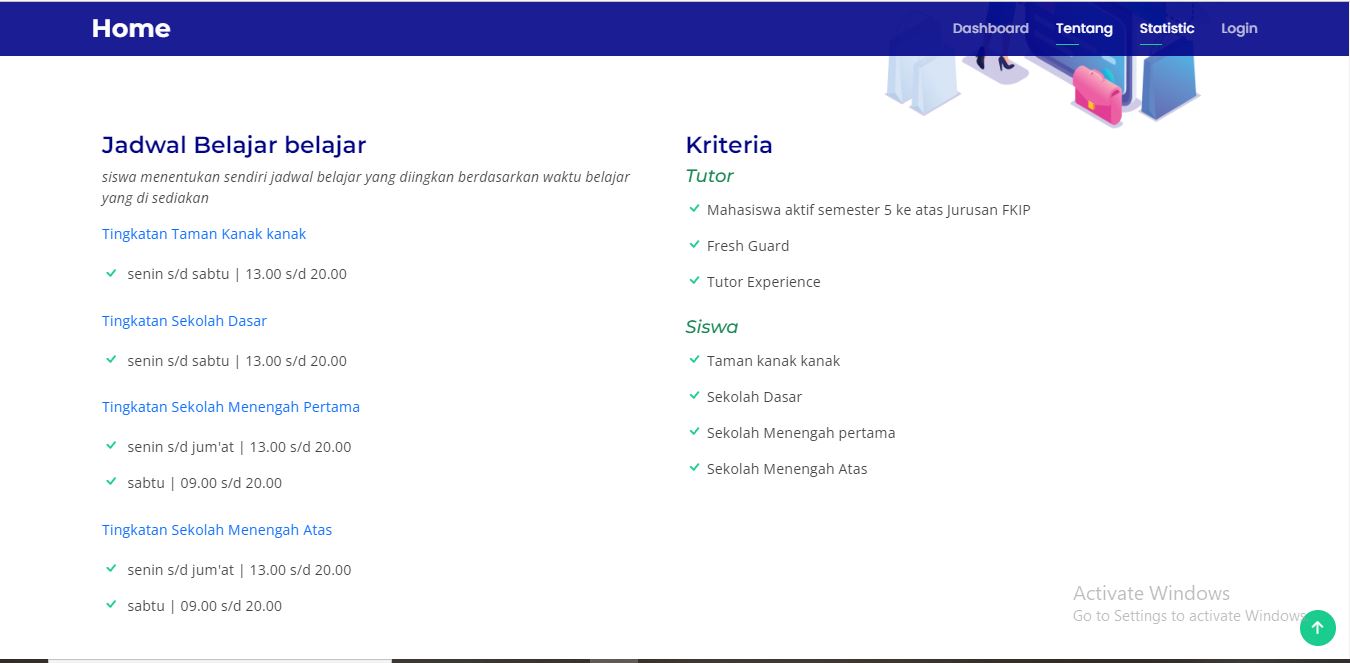 Home
Dashboard
Tentang
Statistic
Login
Jadwal Belajar belajar
siswa menentukan sendiri jadwal belajar yang diingkan berdasarkan waktu belajar
yang di sediakan
Tingkatan Taman Kanak kanak
senin s/d sabtu | 13.00 s/d 20.00
Tingkatan Sekolah Dasar
senin s/d sabtu | 13.00 s/d 20.00
Tingkatan Sekolah Menengah Pertama
senin s/d jum'at | 13.00 s/d 20.00
sabtu | 09.00 s/d 20.00
Tingkatan Sekolah Menengah Atas
senin s/d jum'at | 13.00 s/d 20.00
sabtu | 09.00 s/d 20.00
Kriteria
Tutor
Mahasiswa aktif semester 5 ke atas Jurusan FKIP
Fresh Guard
Tutor Experience
Siswa
Taman kanak kanak
Sekolah Dasar
Sekolah Menengah pertama
Sekolah Menengah Atas
Activate Windows
Go to Settings to activate Windows